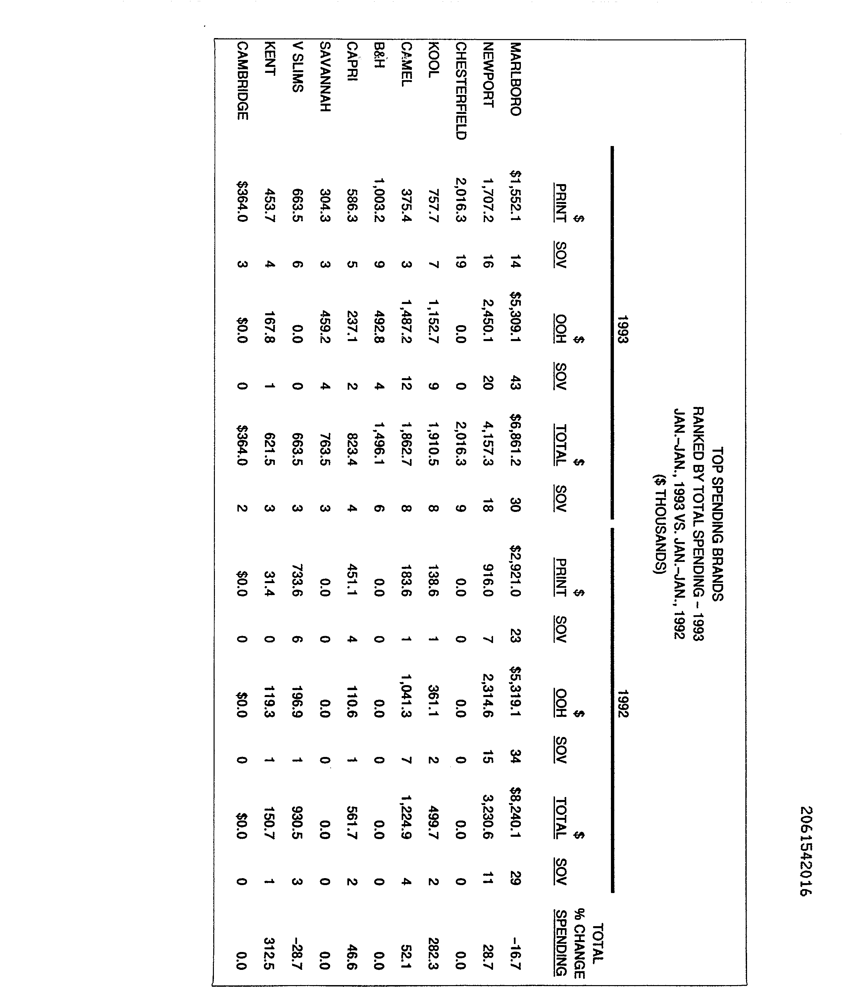 TOP SPENDING BRANDS
RANKED BY TOTAL SPENDING – 1993
JAN.–JAN., 1993 VS. JAN.–JAN., 1992
($ THOUSANDS)
1993 1992
TOTAL
$ $ $ $ $ $ % CHANGE
PRINT SOV OOH SOV TOTAL SOV PRINT SOV OOH SOV TOTAL SOV SPENDING
MARLBORO $1,552.1 14 $5,309.1 43 $6,861.2 30 $2,921.0 23 $5,319.1 34 $8,240.1 29 –16.7
NEWPORT 1,707.2 16 2,450.1 20 4,157.3 18 916.0 7 2,314.6 15 3,230.6 11 28.7
CHESTERFIELD 2,016.3 19 0.0 0 2,016.3 9 0.0 0 0.0 0 0.0 0 0.0
KOOL 757.7 7 1,152.7 9 1,910.5 8 138.6 1 361.1 2 499.7 2 282.3
CAMEL 375.4 3 1,487.2 12 1,862.7 8 183.6 1 1,041.3 7 1,224.9 4 52.1
B&H 1,003.2 9 492.8 4 1,496.1 6 0.0 0 0.0 0 0.0 0 0.0
CAPRI 586.3 5 237.1 2 823.4 4 451.1 4 110.6 1 561.7 2 46.6
SAVANNAH 304.3 3 459.2 4 763.5 3 0.0 0 0.0 0 0.0 0 0.0
V SLIMS 663.5 6 0.0 0 663.5 3 733.6 6 196.9 1 930.5 3 –28.7
KENT 453.7 4 167.8 1 621.5 3 31.4 0 119.3 1 150.7 1 312.5
CAMBRIDGE $364.0 3 $0.0 0 $364.0 2 $0.0 0 $0.0 0 $0.0 0 0.0
2061542016